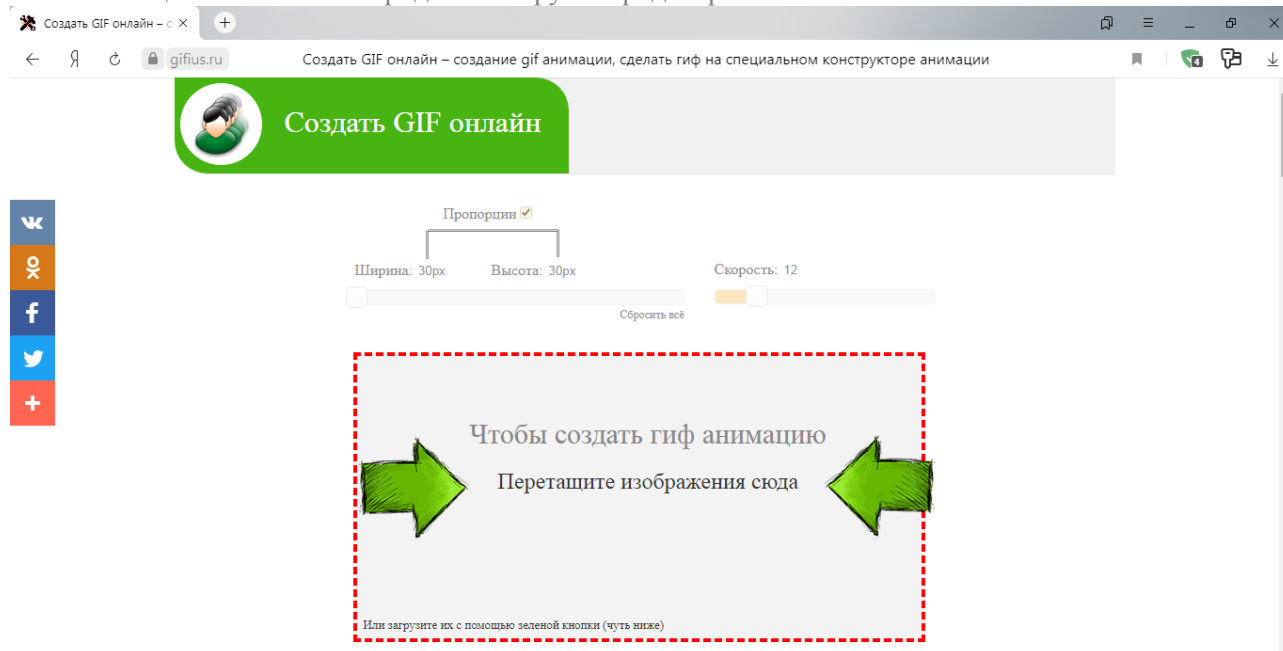 Создать GIF онлайн – с
gifius.ru
Создать GIF онлайн – создание gif анимации, сделать гиф на специальном конструкторе анимации
4
Создать GIF онлайн
Пропорции
Ширина: 30px Высота: 30px Скорость: 12
Сбросить всё
Чтобы создать гиф анимацию
Перетащите изображения сюда
Или загрузите их с помощью зеленой кнопки (чуть ниже)